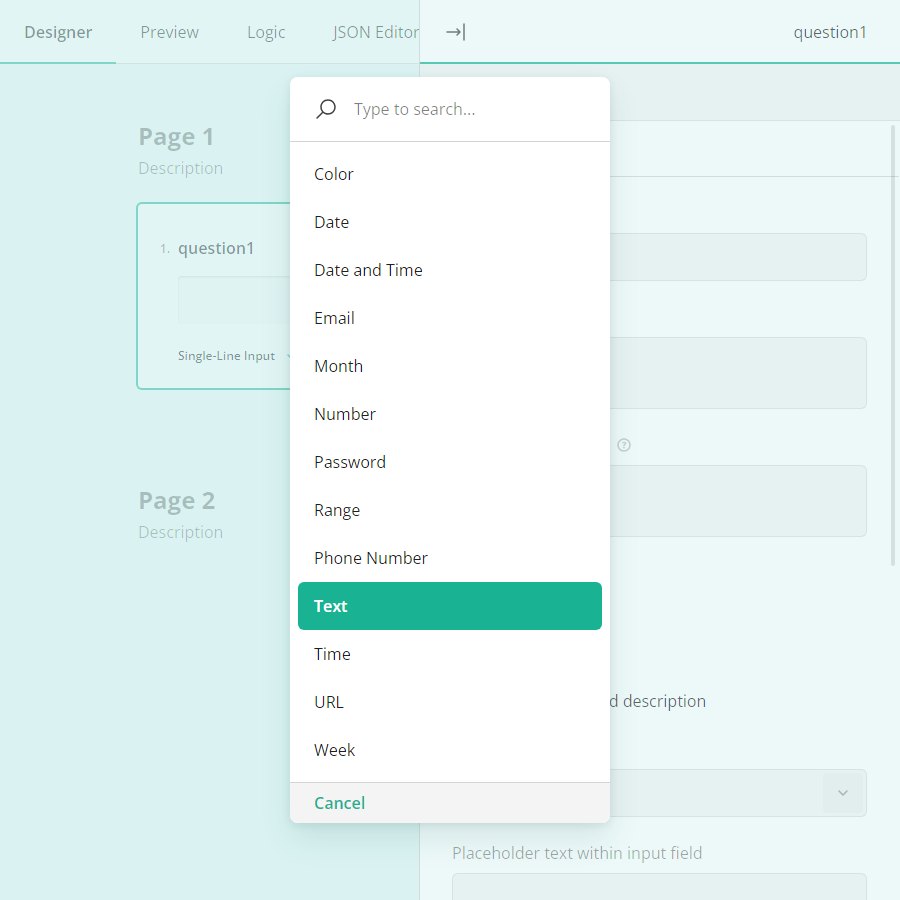 Designer Preview Logic JSON Editor question1
Type to search...
Page 1
Description
1. question1
Single-Line Input
Page 2
Description
Color
Date
Date and Time
Email
Month
Number
Password
Range
Phone Number
Text
Time
URL
Week
Cancel
?
d description
Placeholder text within input field